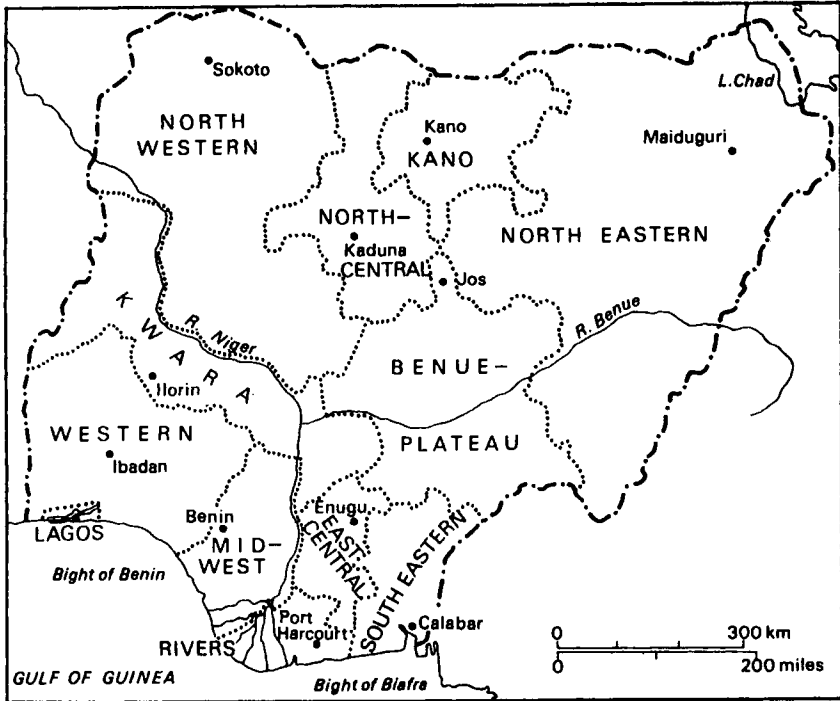 L. Chad
Sokoto
NORTH
WESTERN
Kano
KANO
Maiduguri
NORTH–
Kaduna
CENTRAL
NORTH EASTERN
Jos
KWARA
R. Niger
R. Benue
BENUE–
PLATEAU
Ilorin
WESTERN
Ibadan
LAGOS
Benin
MID–
WEST
Enugu
EAST–
CENTRAL
SOUTH EASTERN
Bight of Benin
Port
Harcourt
RIVERS
Calabar
0 300 km
0 200 miles
GULF OF GUINEA
Bight of Biafra